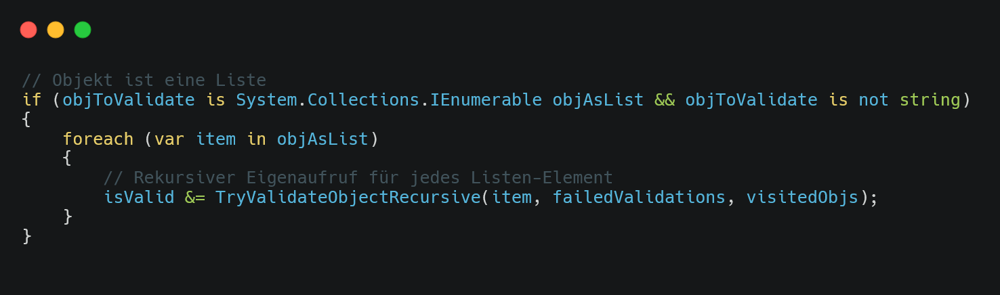 // Objekt ist eine Liste
if (objToValidate is System.Collections.IEnumerable objAsList && objToValidate is not string)
{
    foreach (var item in objAsList)
    {
        // Rekursiver Eigenaufruf für jedes Listen-Element
        isValid &= TryValidateObjectRecursive(item, failedValidations, visitedObjs);
    }
}